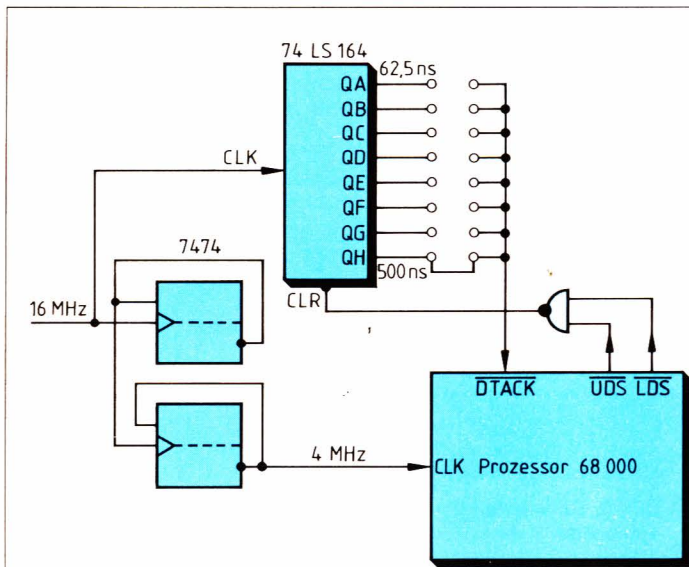 74 LS 164
62,5 ns
QA
QB
QC
QD
QE
QF
QG
QH
500 ns
CLK
CLR
7474
16 MHz
4 MHz
DTACK
UDS
LDS
CLK Prozessor 68 000